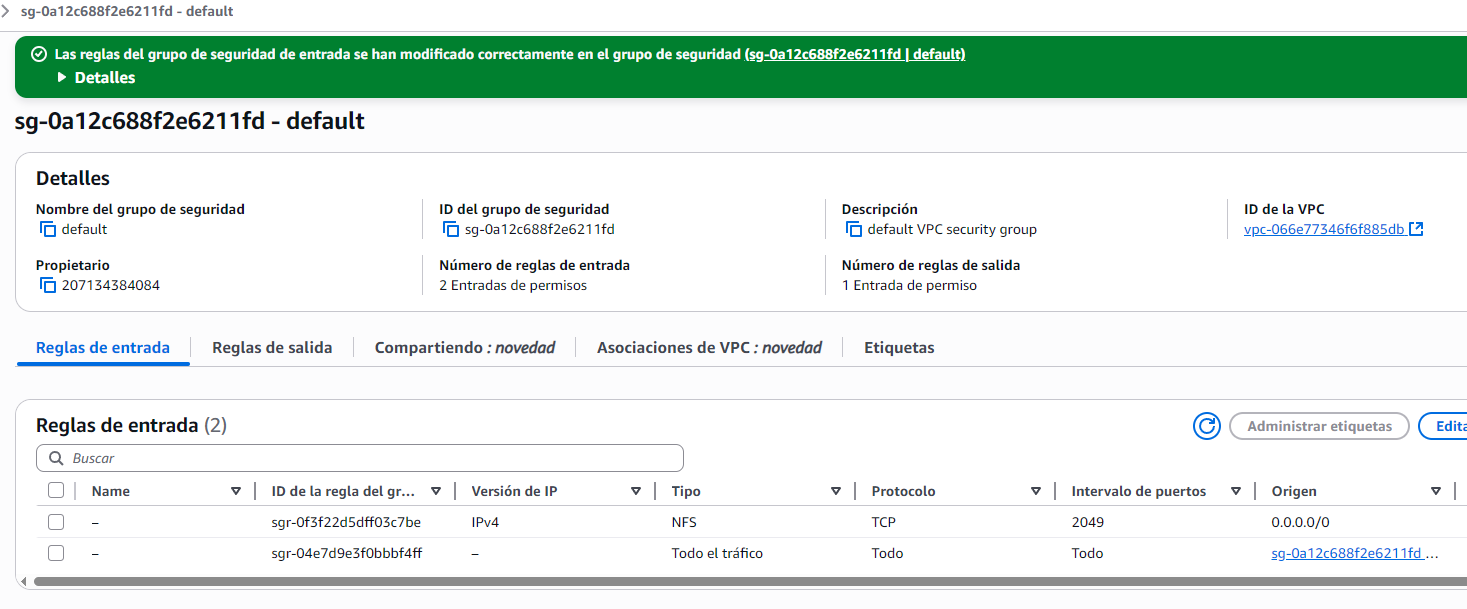 sg-0a12c688f2e6211fd - default
Las reglas del grupo de seguridad de entrada se han modificado correctamente en el grupo de seguridad (sg-0a12c688f2e6211fd | default)
Detalles
sg-0a12c688f2e6211fd - default
Detalles
Nombre del grupo de seguridad ID del grupo de seguridad Descripción ID de la VPC
default sg-0a12c688f2e6211fd default VPC security group vpc-066e77346f6f885db
Propietario Número de reglas de entrada Número de reglas de salida
207134384084 2 Entradas de permisos 1 Entrada de permiso
Reglas de entrada Reglas de salida Compartiendo : novedad Asociaciones de VPC : novedad Etiquetas
Reglas de entrada (2) Administrar etiquetas Edita
Buscar
Name ID de la regla del gr... Versión de IP Tipo Protocolo Intervalo de puertos Origen
– sgr-0f3f22d5dff03c7be IPv4 NFS TCP 2049 0.0.0.0/0
– sgr-04e7d9e3f0bbbf4ff – Todo el tráfico Todo Todo sg-0a12c688f2e6211fd ...